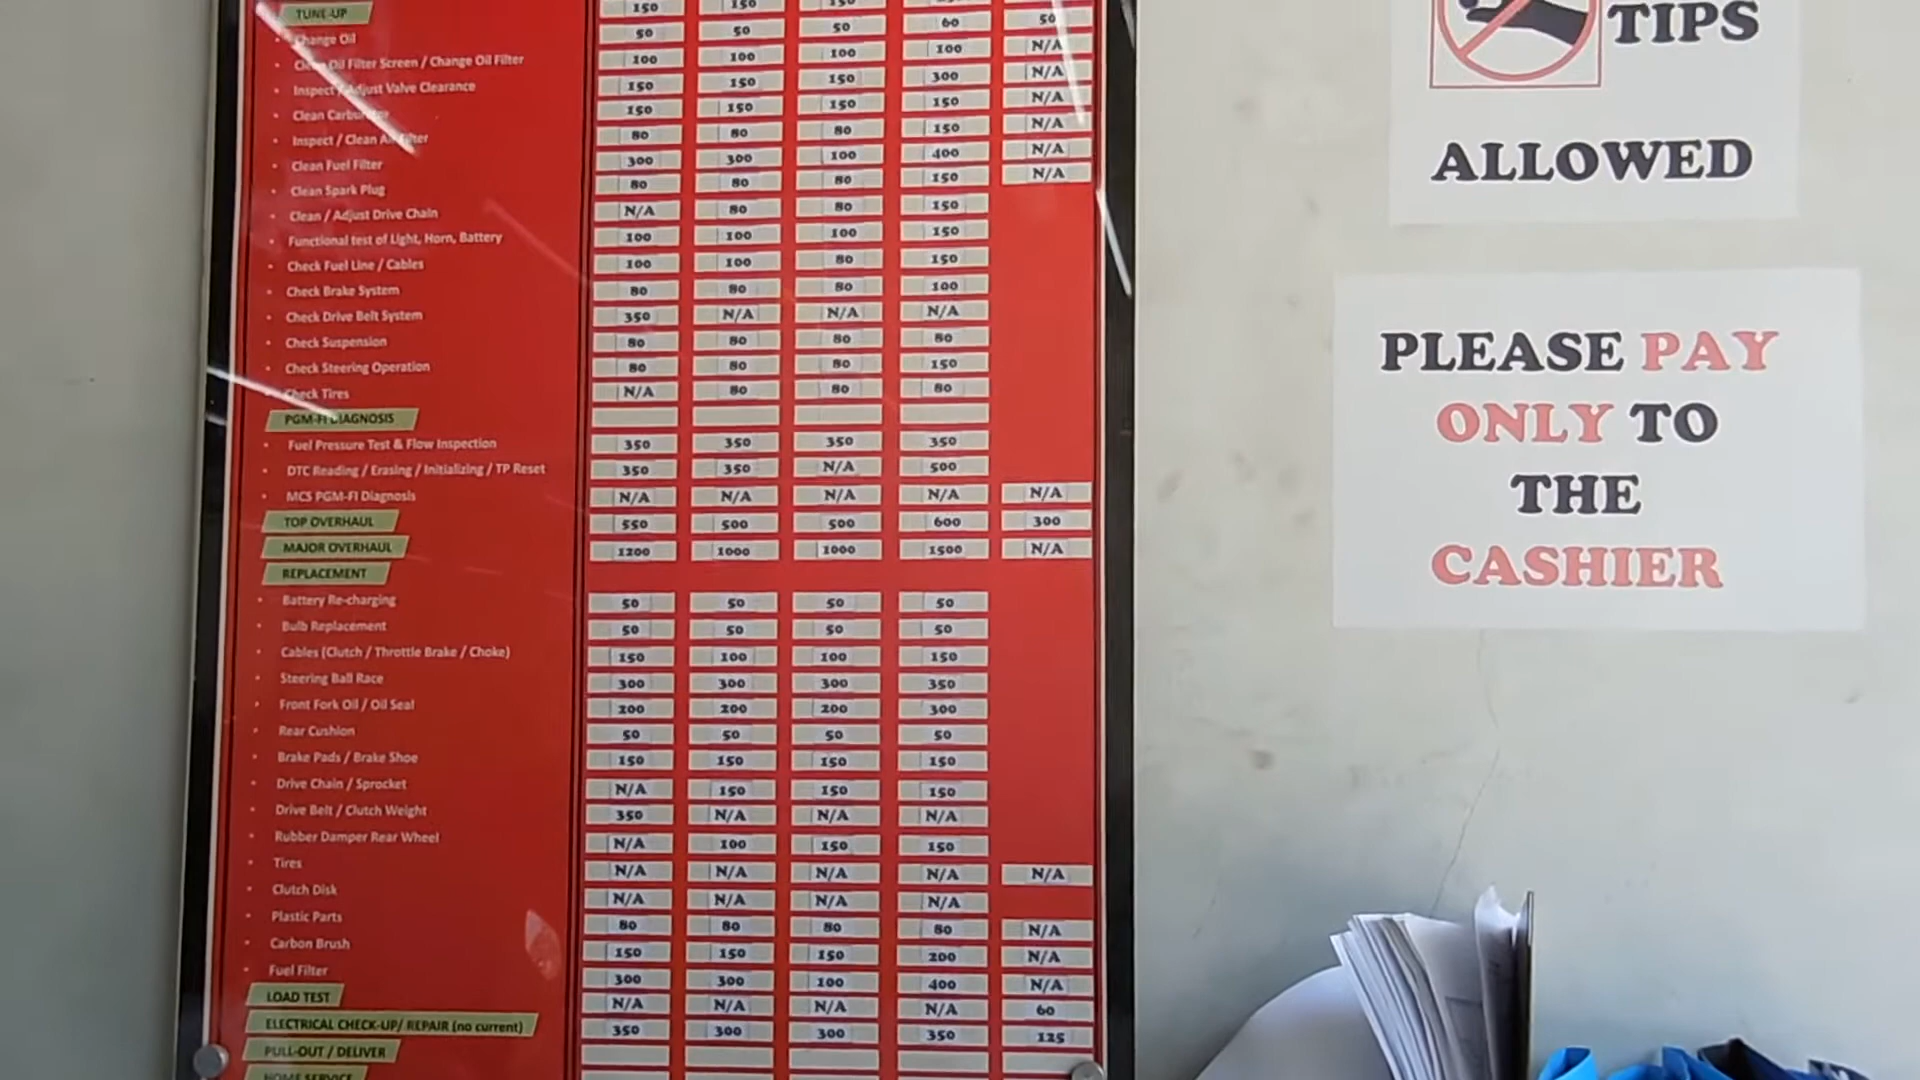 TUNE-UP 150 150 150
Change Oil 50 50 50 60 50
Clean Oil Filter Screen / Change Oil Filter 100 100 100 100 N/A
Inspect / Adjust Valve Clearance 150 150 150 300 N/A
Clean Carburetor 150 150 150 150 N/A
Inspect / Clean Air Filter 80 80 80 150 N/A
Clean Fuel Filter 300 300 100 400 N/A
Clean Spark Plug 80 80 80 150 N/A
Clean / Adjust Drive Chain N/A 80 80 150
Functional test of Light, Horn, Battery 100 100 100 150
Check Fuel Line / Cables 100 100 80 150
Check Brake System 80 80 80 100
Check Drive Belt System 350 N/A N/A N/A
Check Suspension 80 80 80 80
Check Steering Operation 80 80 80 150
Check Tires N/A 80 80 80
PGM-FI DIAGNOSIS
Fuel Pressure Test & Flow Inspection 350 350 350 350
DTC Reading / Erasing / Initializing / TP Reset 350 350 N/A 500
MCS PGM-FI Diagnosis N/A N/A N/A N/A N/A
TOP OVERHAUL 550 500 500 600 300
MAJOR OVERHAUL 1200 1000 1000 1500 N/A
REPLACEMENT
Battery Re-charging 50 50 50 50
Bulb Replacement 50 50 50 50
Cables (Clutch / Throttle Brake / Choke) 150 100 100 150
Steering Ball Race 300 300 300 350
Front Fork Oil / Oil Seal 200 200 200 300
Rear Cushion 50 50 50 50
Brake Pads / Brake Shoe 150 150 150 150
Drive Chain / Sprocket N/A 150 150 150
Drive Belt / Clutch Weight 350 N/A N/A N/A
Rubber Damper Rear Wheel N/A 100 150 150
Tires N/A N/A N/A N/A N/A
Clutch Disk N/A N/A N/A N/A
Plastic Parts 80 80 80 80 N/A
Carbon Brush 150 150 150 200 N/A
Fuel Filter 300 300 100 400 N/A
LOAD TEST N/A N/A N/A N/A 60
ELECTRICAL CHECK-UP/ REPAIR (no current) 350 300 300 350 125
PULL-OUT / DELIVER
HOME SERVICE
TIPS
ALLOWED
PLEASE PAY
ONLY TO
THE
CASHIER